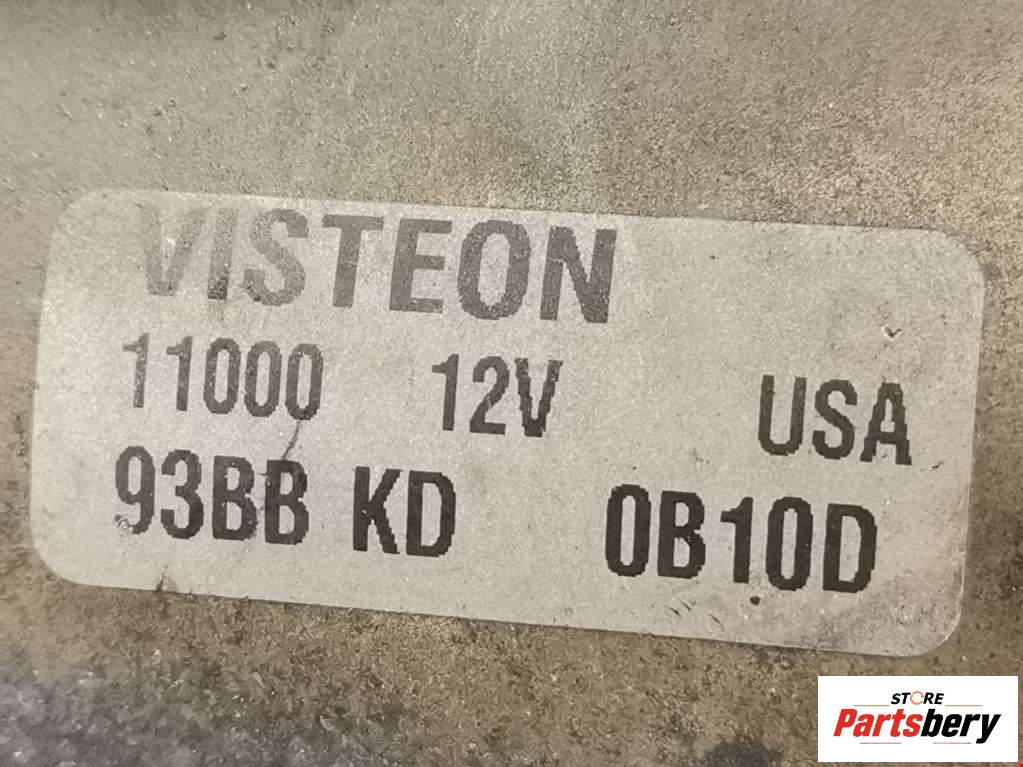 VISTEON
11000 12V USA
93BB KD 0B10D
STORE
Partsbery